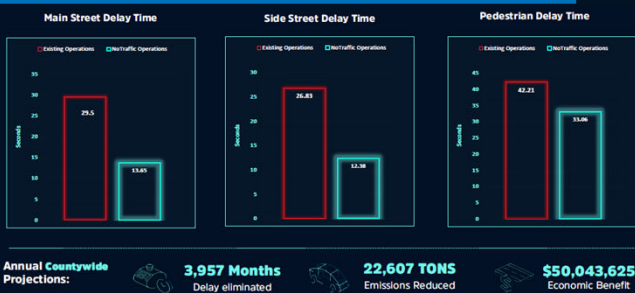 Main Street Delay Time
Existing Operations NoTraffic Operations
35
30
25
20
15
10
5
0
Seconds
29.5
13.65
Side Street Delay Time
Existing Operations NoTraffic Operations
30
25
20
15
10
5
0
Seconds
26.83
12.38
Pedestrian Delay Time
Existing Operations NoTraffic Operations
45
40
35
30
25
20
15
10
5
0
Seconds
42.21
33.06
Annual Countywide
Projections:
3,957 Months
Delay eliminated
22,607 TONS
Emissions Reduced
$50,043,625
Economic Benefit